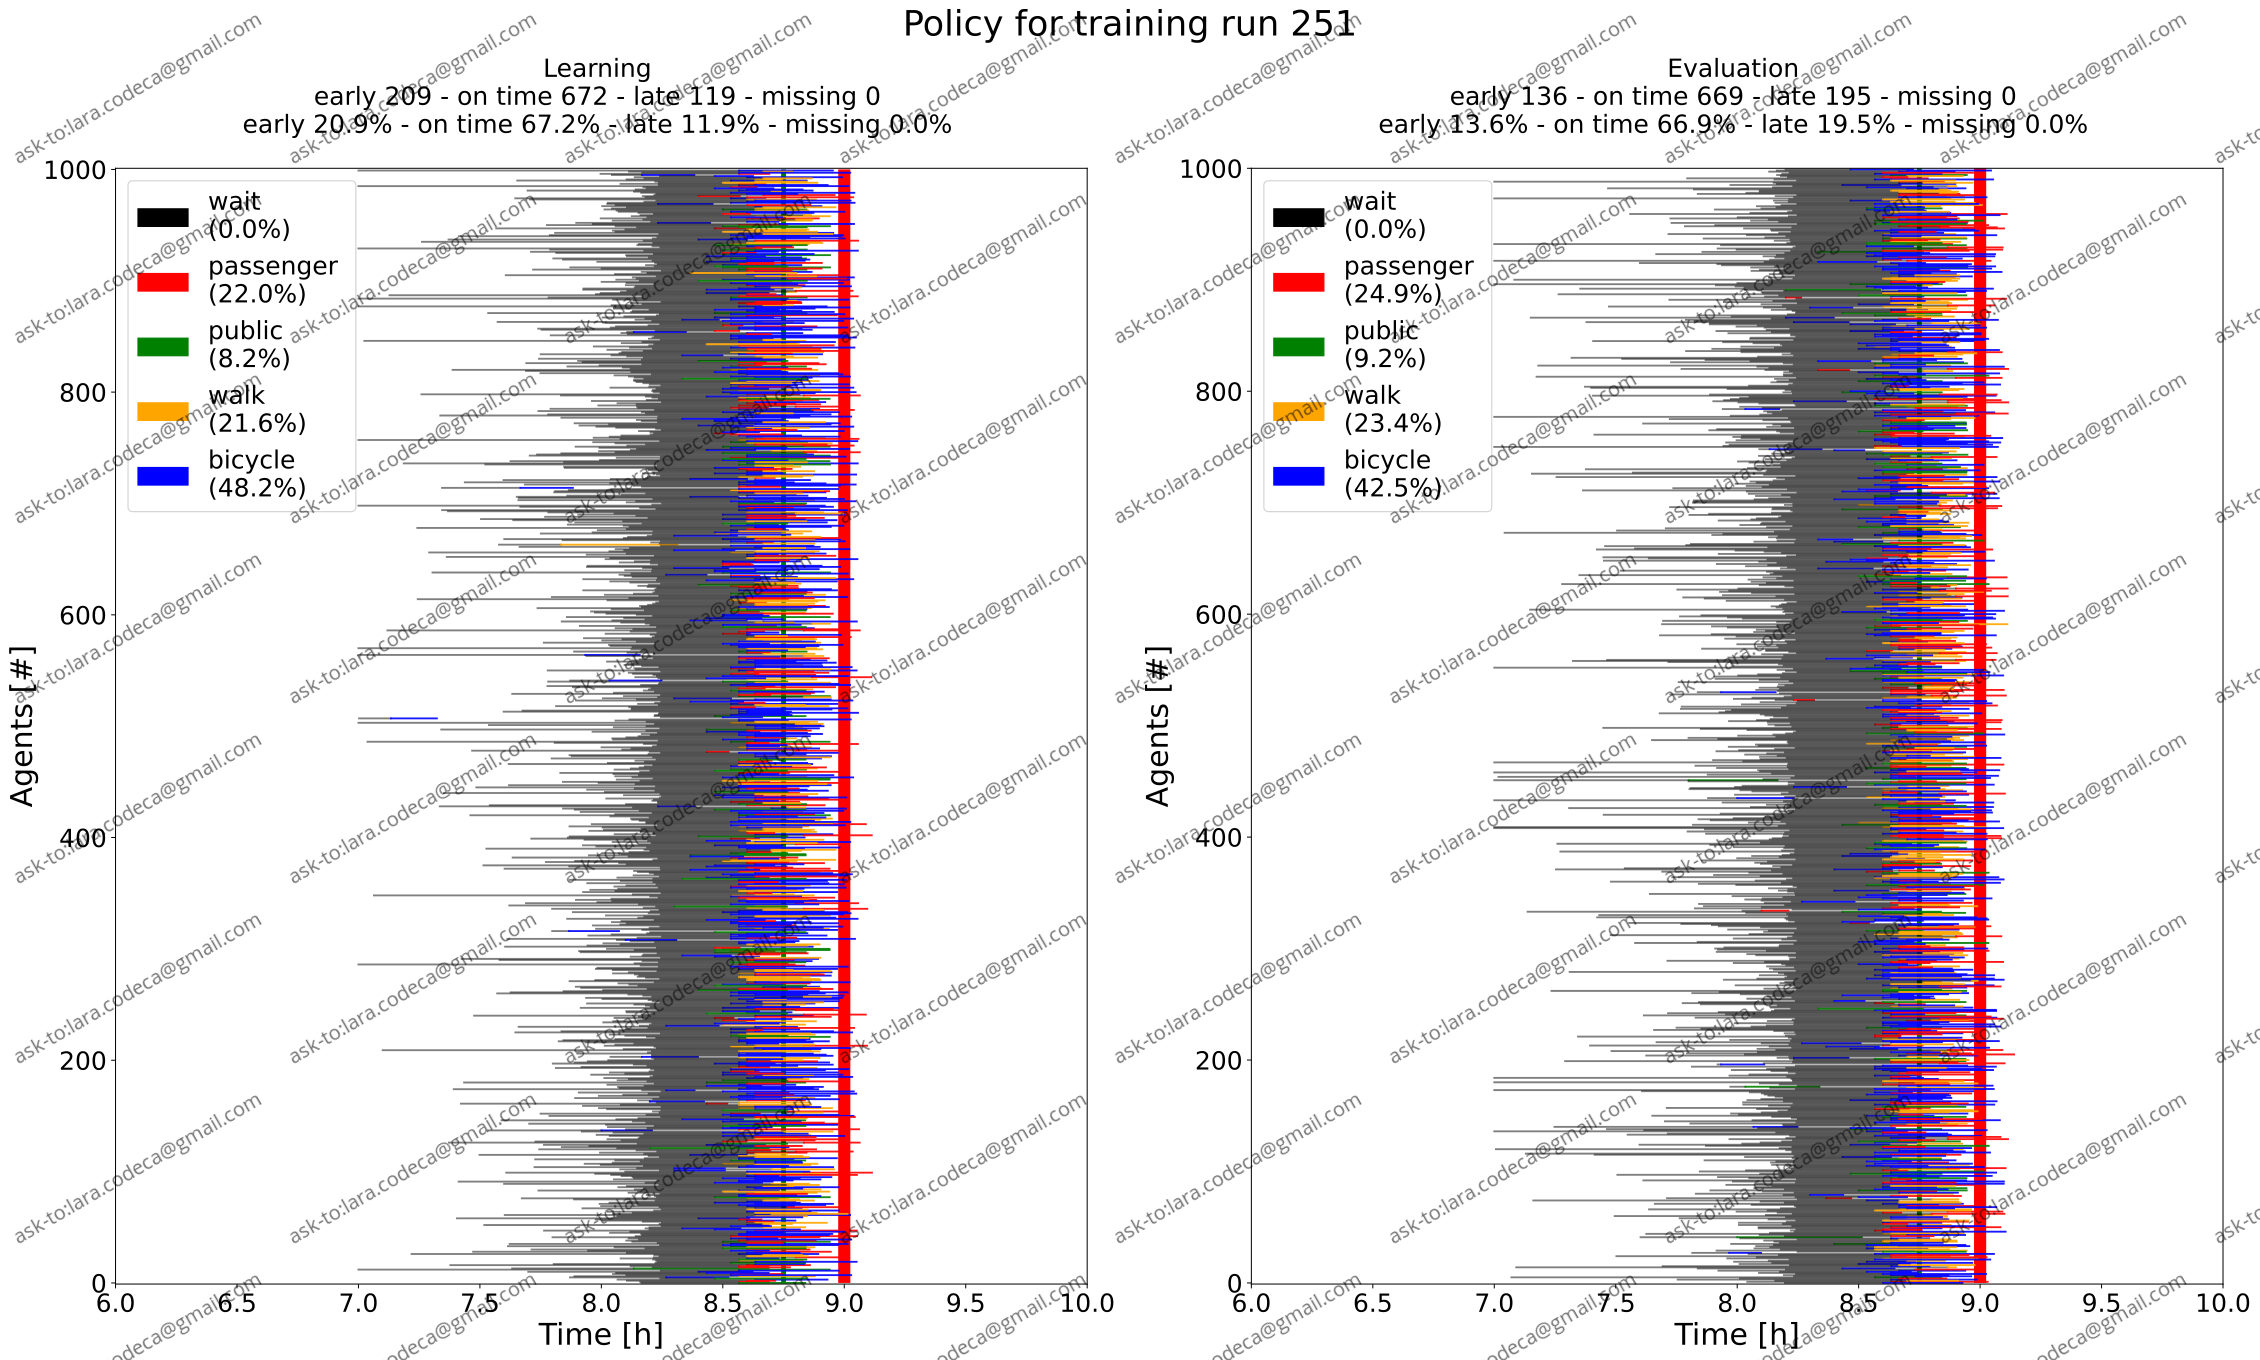 Policy for training run 251
Learning
early 209 - on time 672 - late 119 - missing 0
early 20.9% - on time 67.2% - late 11.9% - missing 0.0%
Agents [#]
1000
800
600
400
200
0
wait
(0.0%)
passenger
(22.0%)
public
(8.2%)
walk
(21.6%)
bicycle
(48.2%)
6.0 6.5 7.0 7.5 8.0 8.5 9.0 9.5 10.0
Time [h]
Evaluation
early 136 - on time 669 - late 195 - missing 0
early 13.6% - on time 66.9% - late 19.5% - missing 0.0%
Agents [#]
1000
800
600
400
200
0
wait
(0.0%)
passenger
(24.9%)
public
(9.2%)
walk
(23.4%)
bicycle
(42.5%)
6.0 6.5 7.0 7.5 8.0 8.5 9.0 9.5 10.0
Time [h]
ask-to:lara.codeca@gmail.com